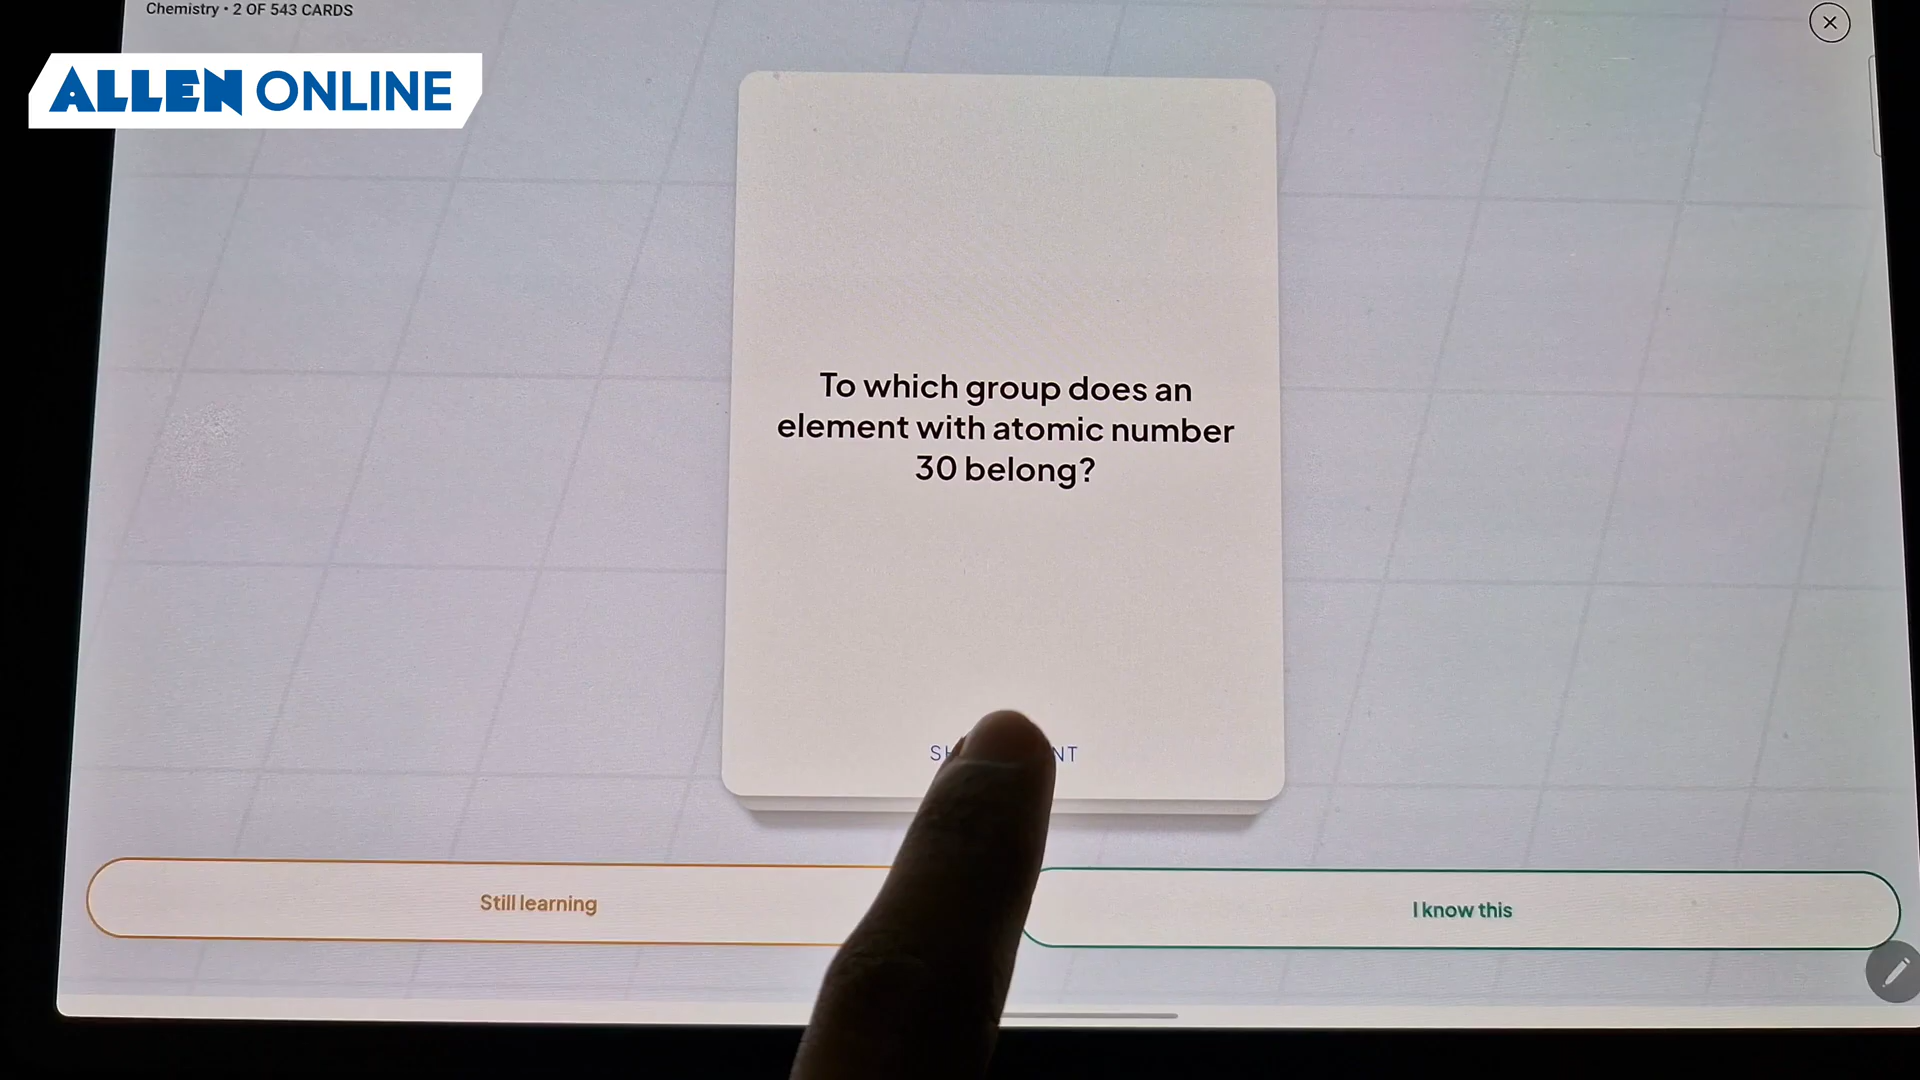 Chemistry • 2 OF 543 CARDS
ALLEN ONLINE
To which group does an
element with atomic number
30 belong?
Still learning
I know this